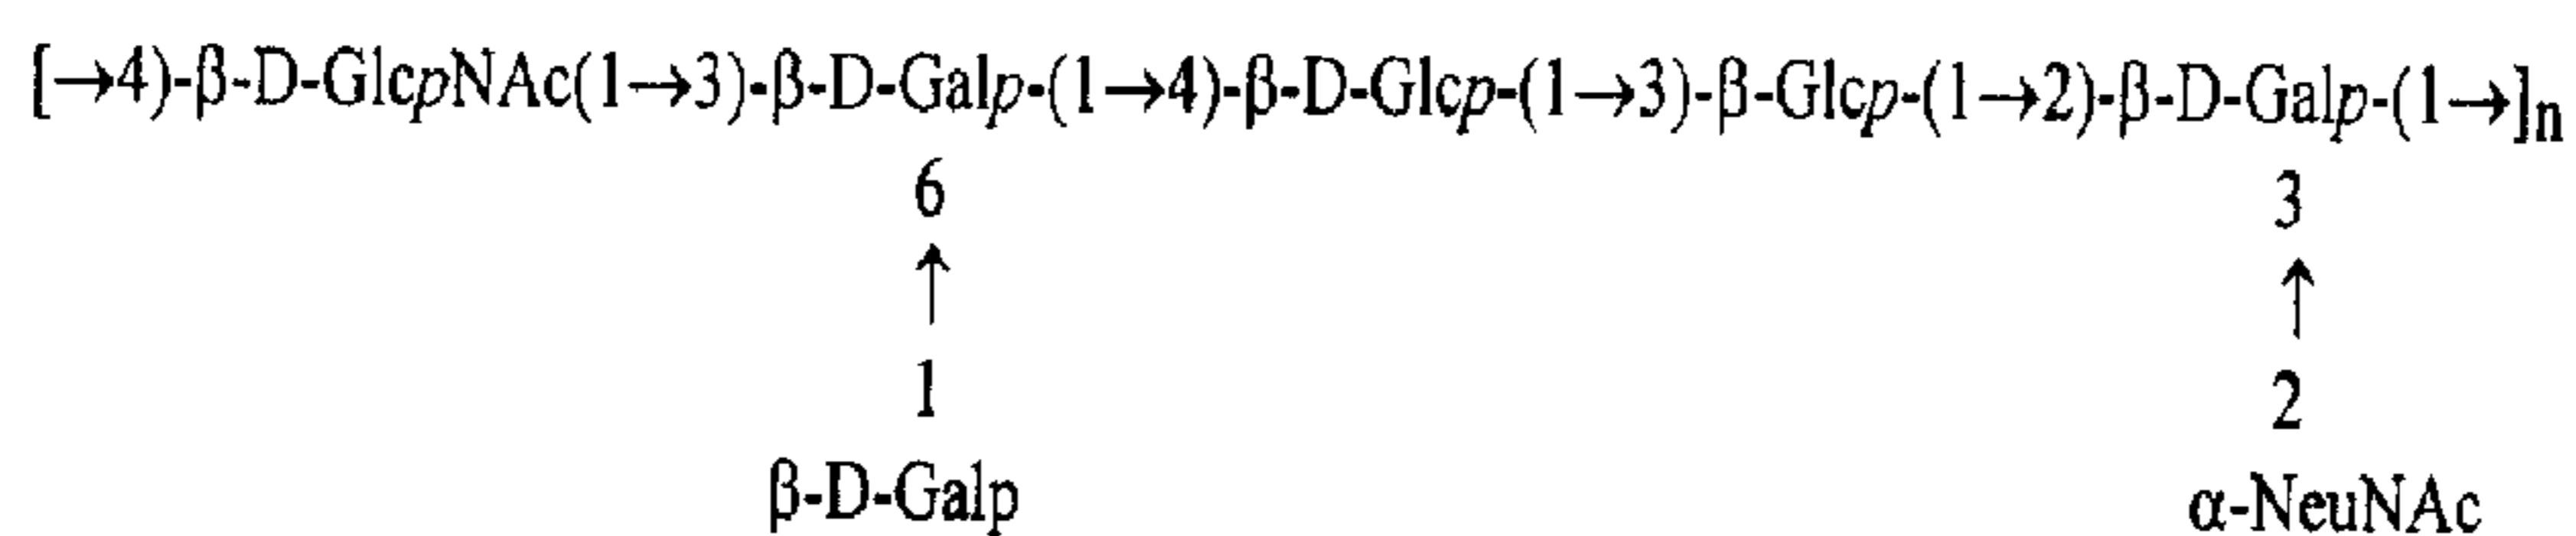 [→4)-β-D-GlcpNAc(1→3)-β-D-Galp-(1→4)-β-D-Glcp-(1→3)-β-Glcp-(1→2)-β-D-Galp-(1→]n
6 3
↑ ↑
1 2
β-D-Galp α-NeuNAc